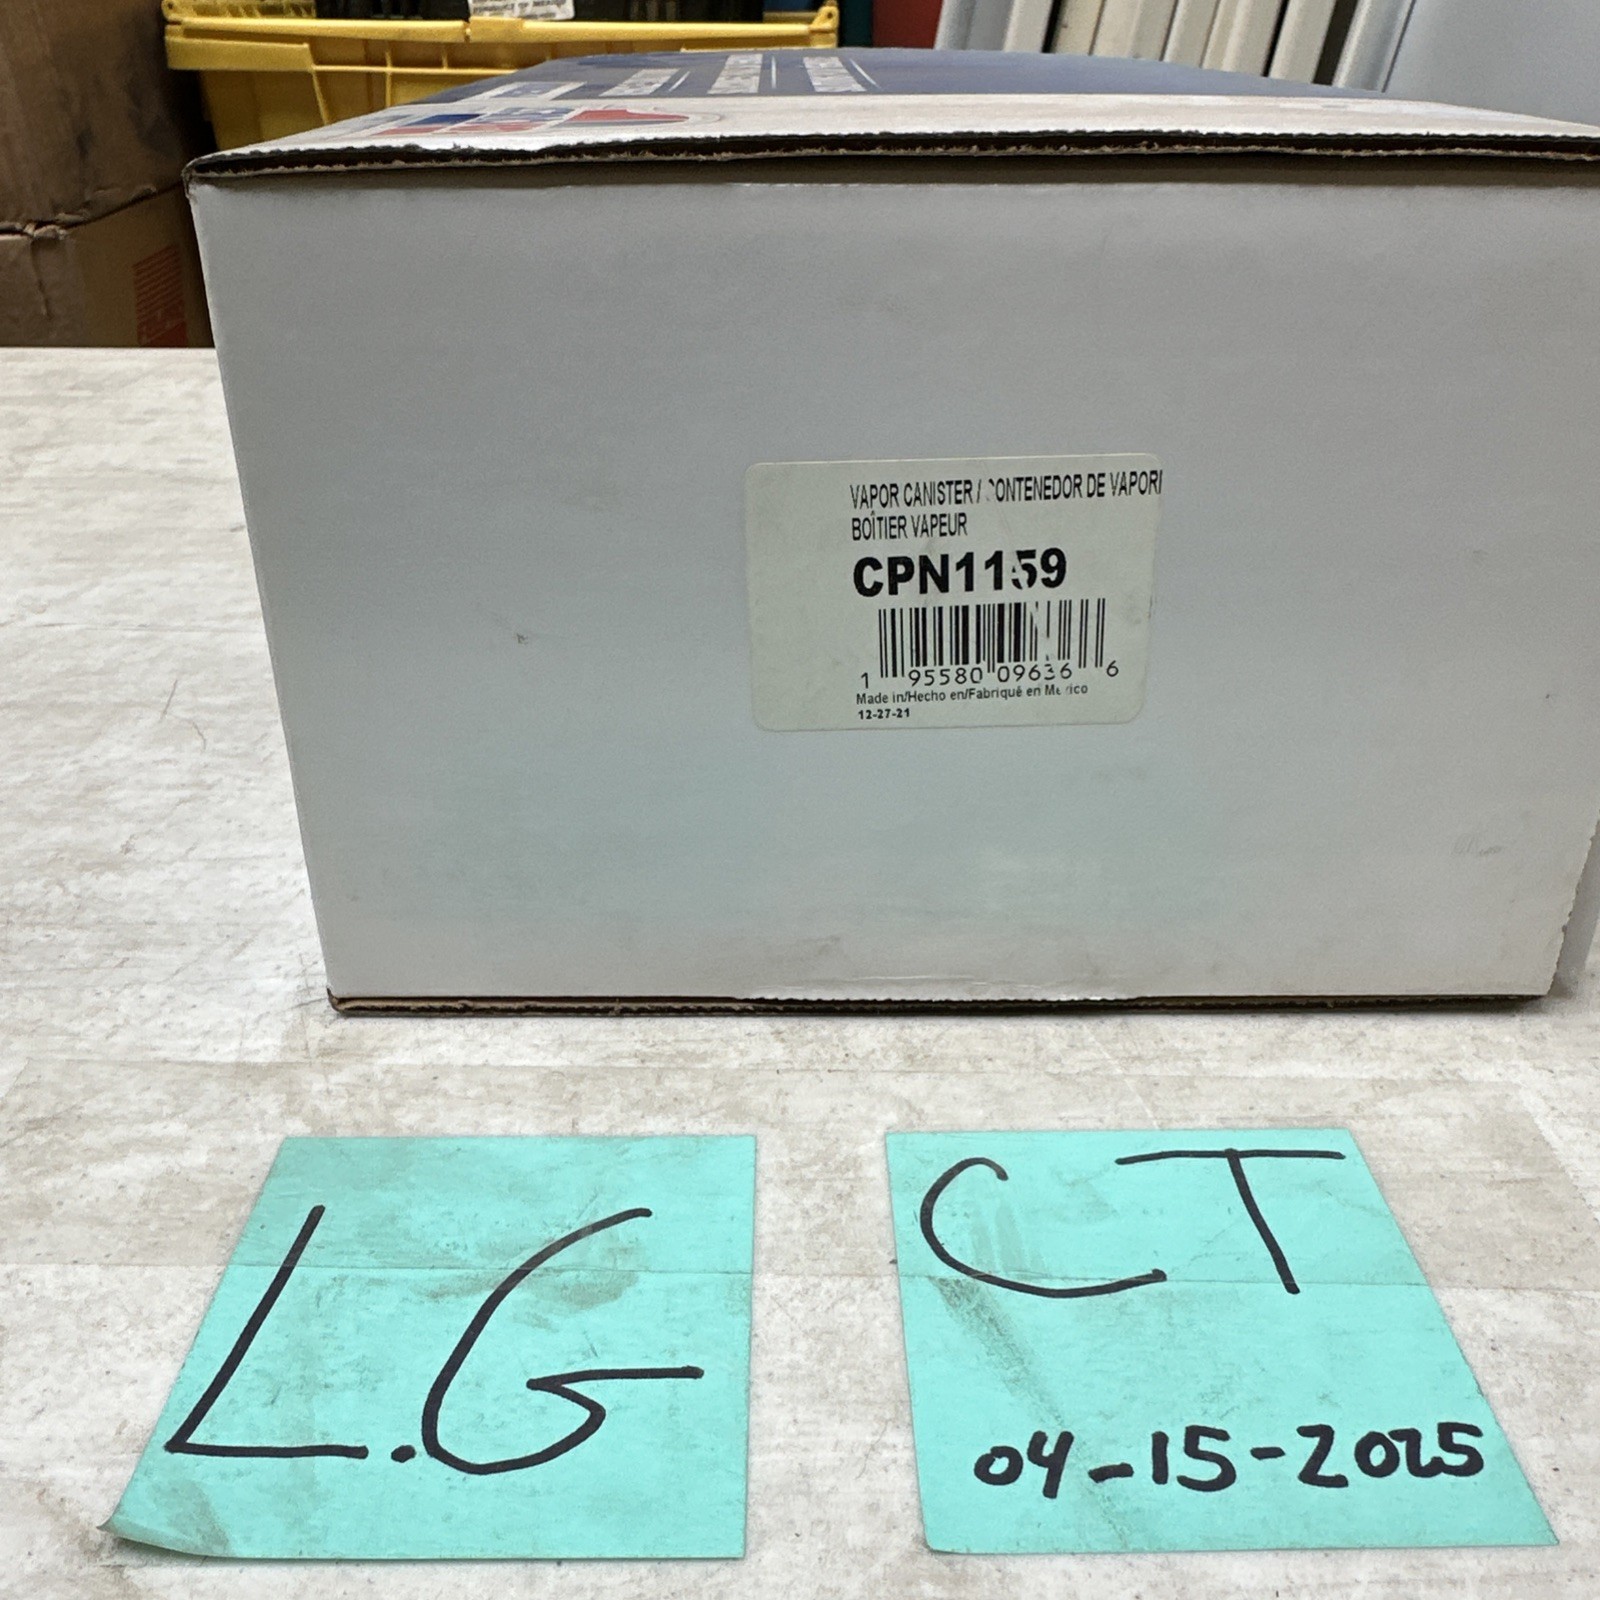 VAPOR CANISTER / CONTENEDOR DE VAPOR/
BOÎTIER VAPEUR
CPN1159
1 95580 09636 6
Made in/Hecho en/Fabriqué en Mexico
12-27-21
L.G
CT
04-15-2025